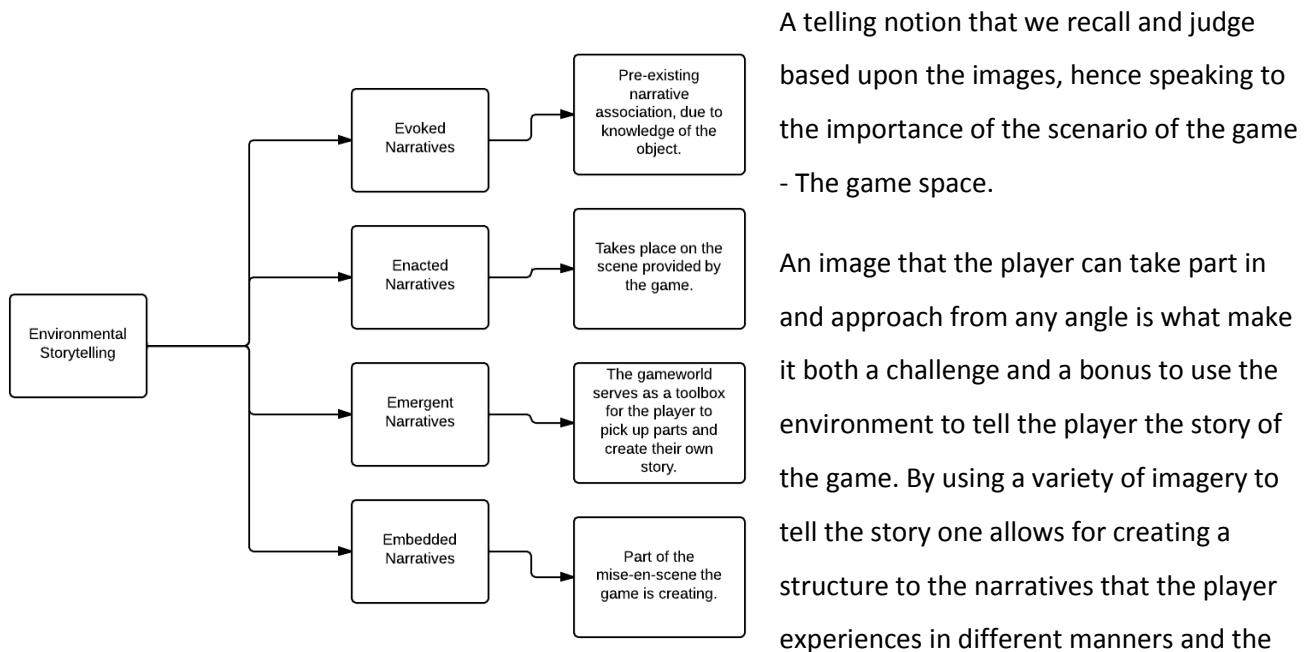 Environmental
Storytelling
Evoked
Narratives
Pre-existing
narrative
association, due to
knowledge of the
object.
Enacted
Narratives
Takes place on the
scene provided by
the game.
Emergent
Narratives
The gameworld
serves as a toolbox
for the player to
pick up parts and
create their own
story.
Embedded
Narratives
Part of the
mise-en-scene the
game is creating.
A telling notion that we recall and judge
based upon the images, hence speaking to
the importance of the scenario of the game
- The game space.
An image that the player can take part in
and approach from any angle is what make
it both a challenge and a bonus to use the
environment to tell the player the story of
the game. By using a variety of imagery to
tell the story one allows for creating a
structure to the narratives that the player
experiences in different manners and the